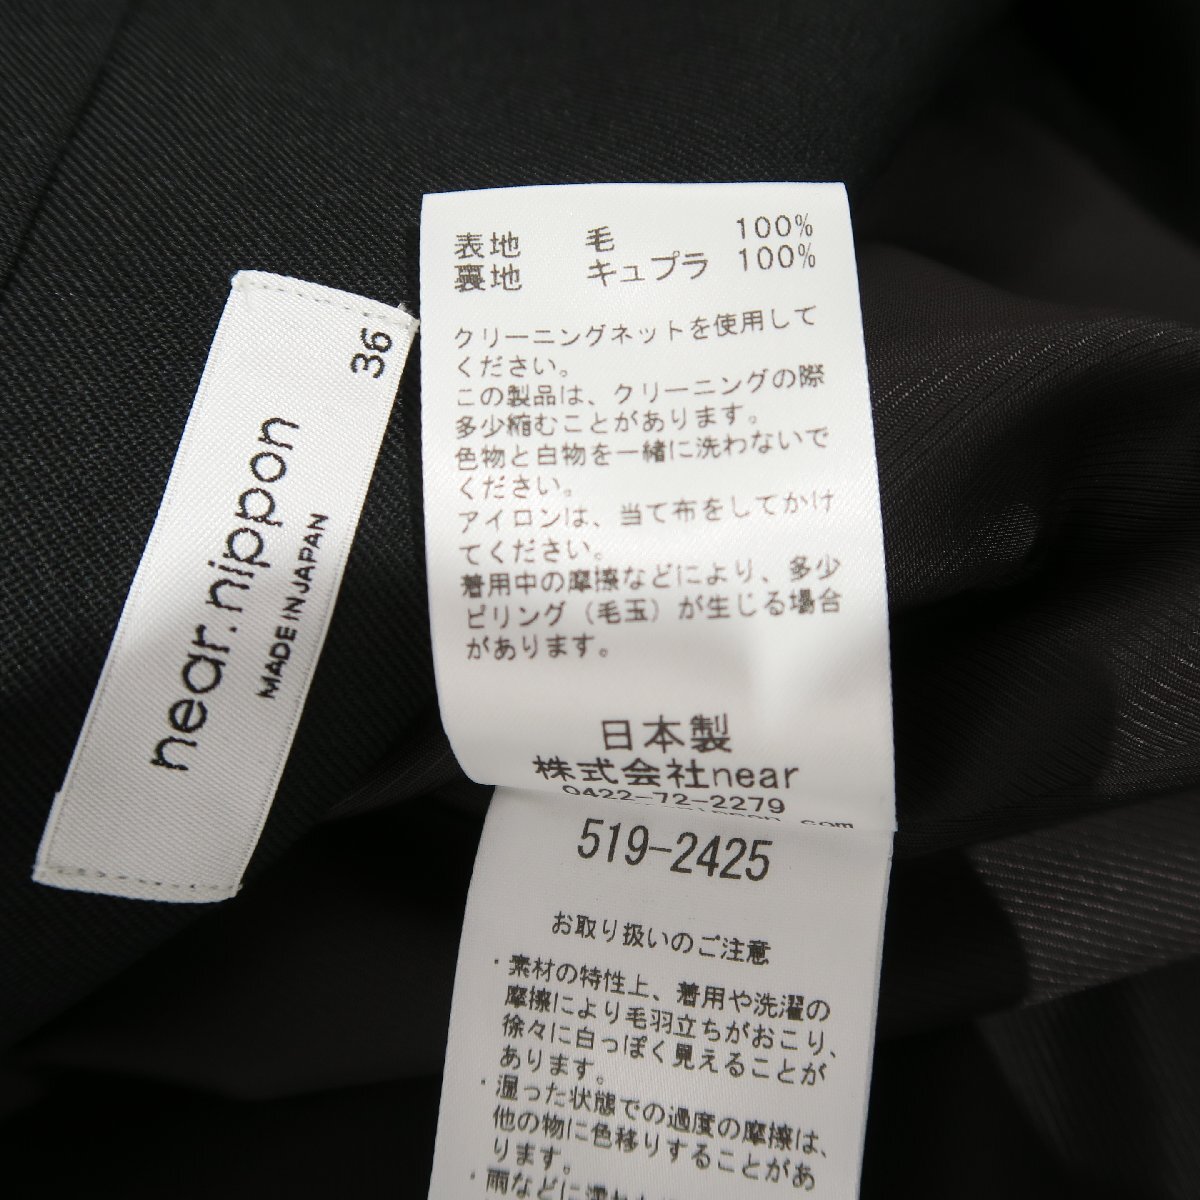 near.nippon
MADE IN JAPAN
36
表地 毛 100%
裏地 キュプラ 100%
クリーニングネットを使用して
ください。
この製品は、クリーニングの際
多少縮むことがあります。
色物と白物を一緒に洗わないで
ください。
アイロンは、当て布をしてかけ
てください。
着用中の摩擦などにより、多少
ピリング（毛玉）が生じる場合
があります。
日本製
株式会社near
0422-72-2279
519-2425
お取り扱いのご注意
・素材の特性上、着用や洗濯の
摩擦により毛羽立ちがおこり、
徐々に白っぽく見えることが
あります。
・湿った状態での過度の摩擦は、
他の物に色移りすることがあ
ります。
・雨などに濡れた